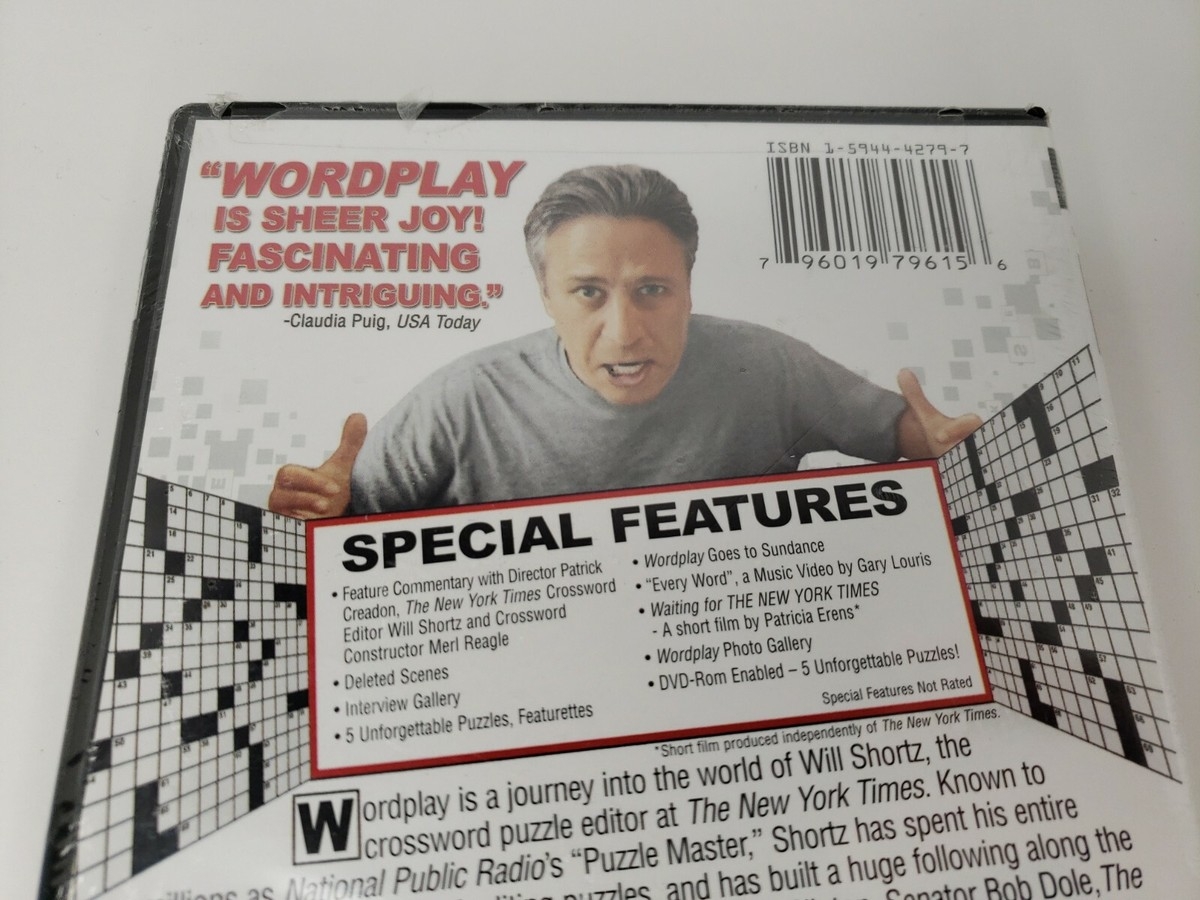 “WORDPLAY
IS SHEER JOY!
FASCINATING
AND INTRIGUING.”
-Claudia Puig, USA Today
ISBN 1-5944-4279-7
7 96019 79615 6
SPECIAL FEATURES
• Feature Commentary with Director Patrick
Creadon, The New York Times Crossword
Editor Will Shortz and Crossword
Constructor Merl Reagle
• Deleted Scenes
• Interview Gallery
• 5 Unforgettable Puzzles, Featurettes
• Wordplay Goes to Sundance
• “Every Word”, a Music Video by Gary Louris
• Waiting for THE NEW YORK TIMES
- A short film by Patricia Erens*
• Wordplay Photo Gallery
• DVD-Rom Enabled – 5 Unforgettable Puzzles!
Special Features Not Rated
*Short film produced independently of The New York Times.
Wordplay is a journey into the world of Will Shortz, the
crossword puzzle editor at The New York Times. Known to
as National Public Radio’s “Puzzle Master,” Shortz has spent his entire
puzzles, and has built a huge following along the
Senator Bob Dole, The